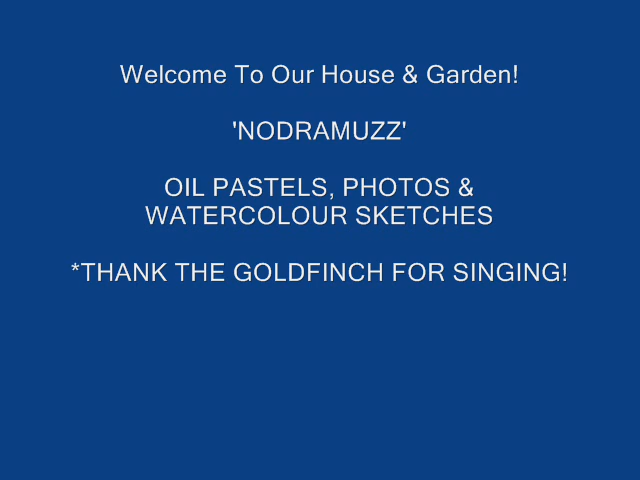 Welcome To Our House & Garden!
'NODRAMUZZ'
OIL PASTELS, PHOTOS &
WATERCOLOUR SKETCHES
*THANK THE GOLDFINCH FOR SINGING!